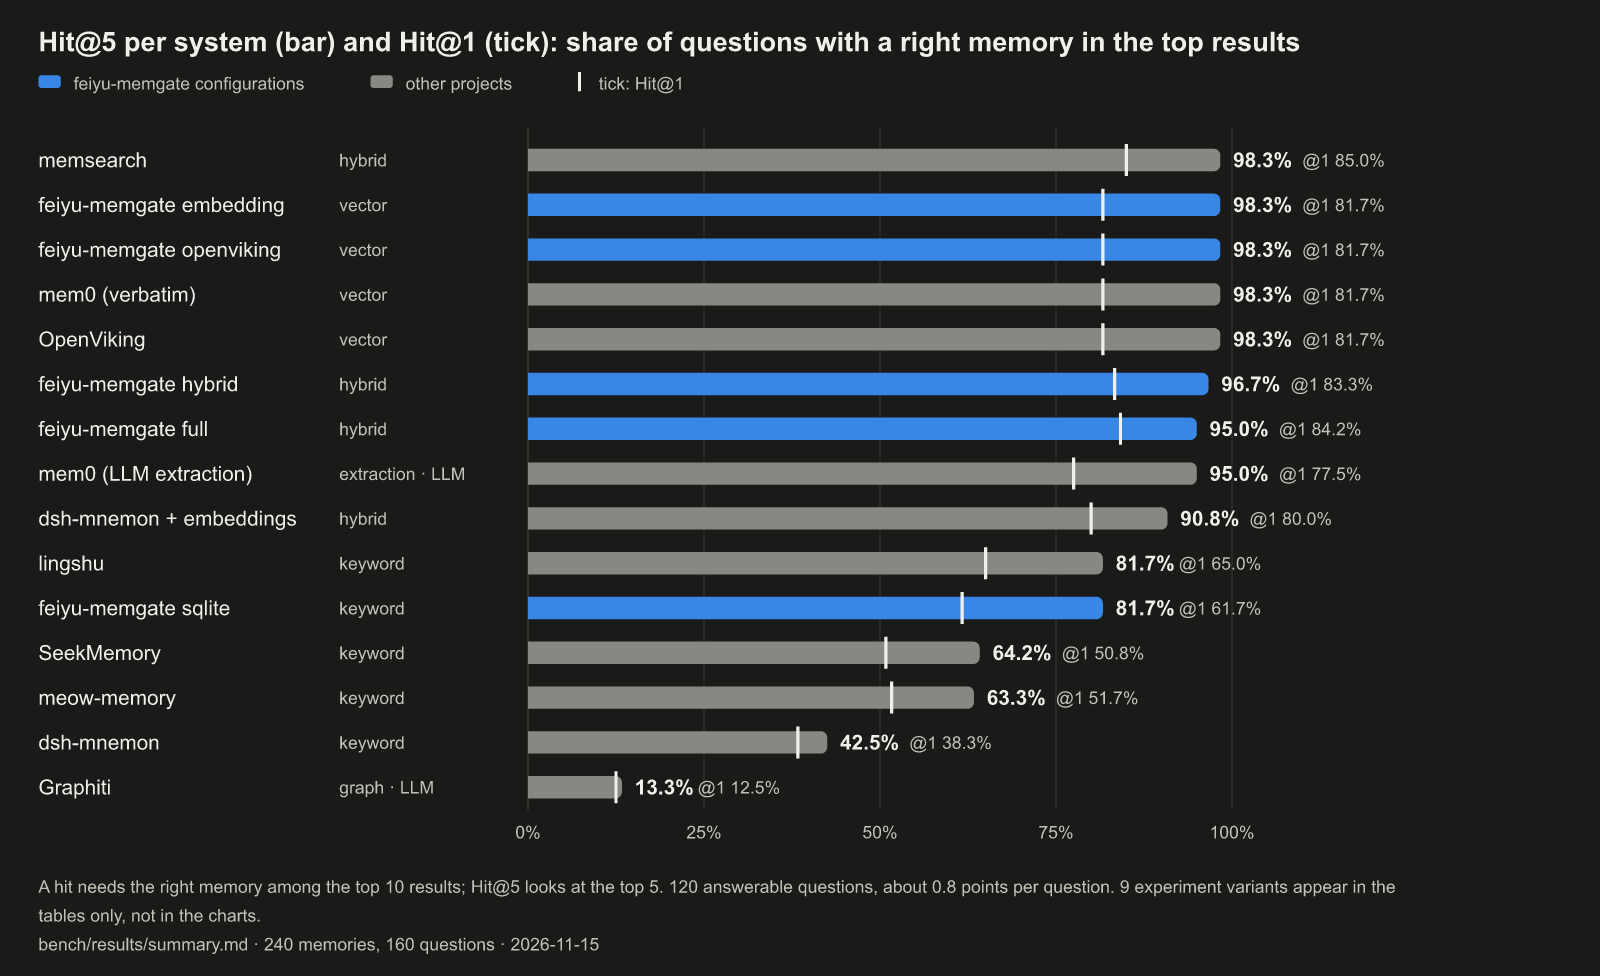 Hit@5 per system (bar) and Hit@1 (tick): share of questions with a right memory in the top results
feiyu-memgate configurations other projects tick: Hit@1
memsearch hybrid 98.3% @1 85.0%
feiyu-memgate embedding vector 98.3% @1 81.7%
feiyu-memgate openviking vector 98.3% @1 81.7%
mem0 (verbatim) vector 98.3% @1 81.7%
OpenViking vector 98.3% @1 81.7%
feiyu-memgate hybrid hybrid 96.7% @1 83.3%
feiyu-memgate full hybrid 95.0% @1 84.2%
mem0 (LLM extraction) extraction · LLM 95.0% @1 77.5%
dsh-mnemon + embeddings hybrid 90.8% @1 80.0%
lingshu keyword 81.7% @1 65.0%
feiyu-memgate sqlite keyword 81.7% @1 61.7%
SeekMemory keyword 64.2% @1 50.8%
meow-memory keyword 63.3% @1 51.7%
dsh-mnemon keyword 42.5% @1 38.3%
Graphiti graph · LLM 13.3% @1 12.5%
0% 25% 50% 75% 100%
A hit needs the right memory among the top 10 results; Hit@5 looks at the top 5. 120 answerable questions, about 0.8 points per question. 9 experiment variants appear in the
tables only, not in the charts.
bench/results/summary.md · 240 memories, 160 questions · 2026-11-15